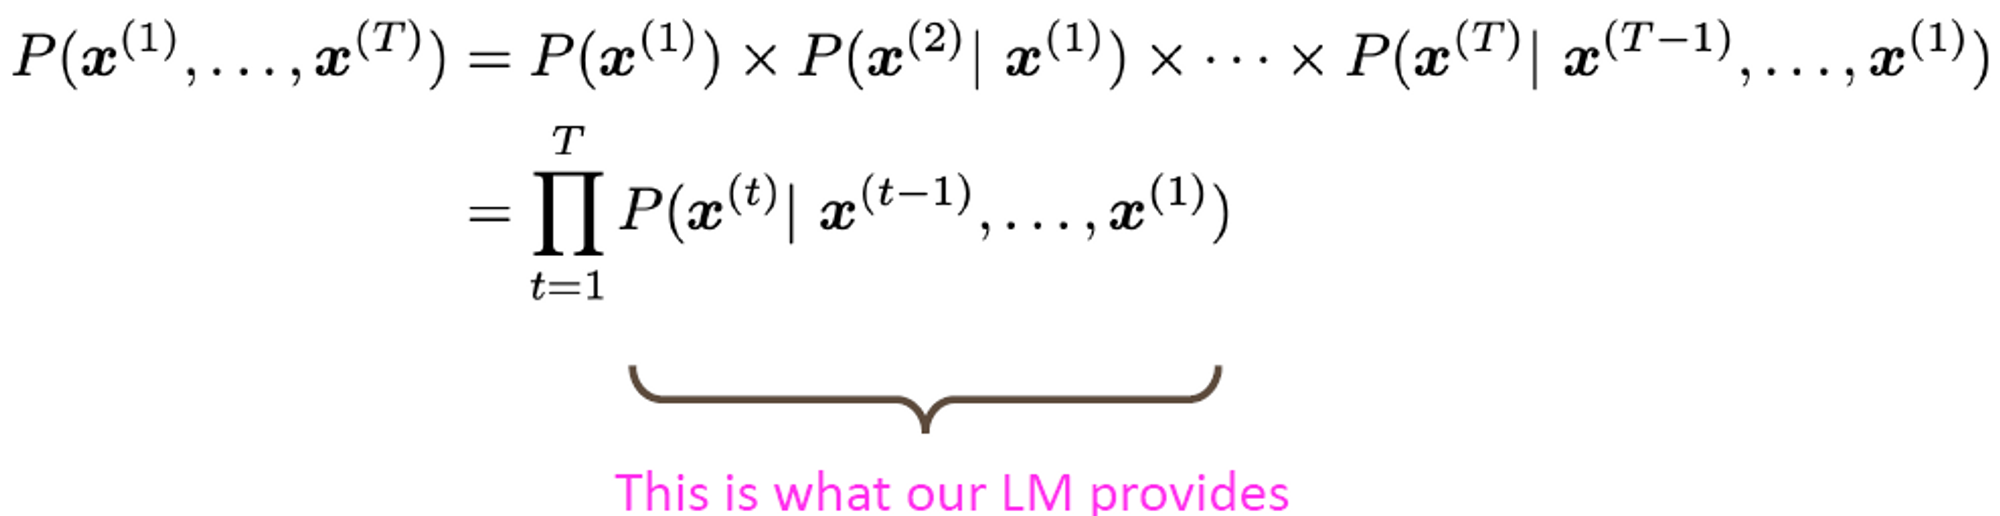 P(x^{(1)}, . . . , x^{(T)}) = P(x^{(1)}) × P(x^{(2)}| x^{(1)}) × · · · × P(x^{(T)}| x^{(T−1)}, . . . , x^{(1)})
= ∏_{t=1}^{T} P(x^{(t)}| x^{(t−1)}, . . . , x^{(1)})
This is what our LM provides